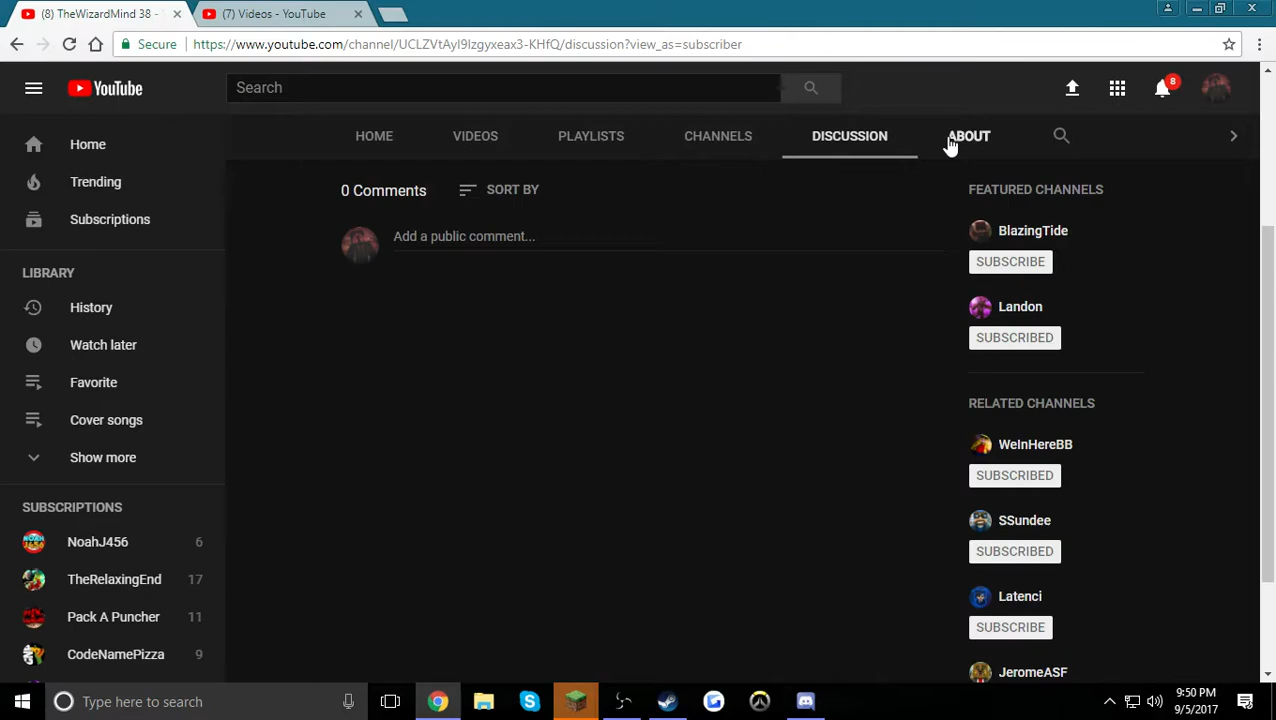 (8) TheWizardMind 38 -
(7) Videos - YouTube
Secure
https://www.youtube.com/channel/UCLZVtAyl9Izgyxeax3-KHfQ/discussion?view_as=subscriber
YouTube
Search
8
HOME
VIDEOS
PLAYLISTS
CHANNELS
DISCUSSION
ABOUT
Home
Trending
Subscriptions
LIBRARY
History
Watch later
Favorite
Cover songs
Show more
SUBSCRIPTIONS
NoahJ456 6
TheRelaxingEnd 17
Pack A Puncher 11
CodeNamePizza 9
0 Comments
SORT BY
Add a public comment...
FEATURED CHANNELS
BlazingTide
SUBSCRIBE
Landon
SUBSCRIBED
RELATED CHANNELS
WeInHereBB
SUBSCRIBED
SSundee
SUBSCRIBED
Latenci
SUBSCRIBE
JeromeASF
Type here to search
9:50 PM
9/5/2017